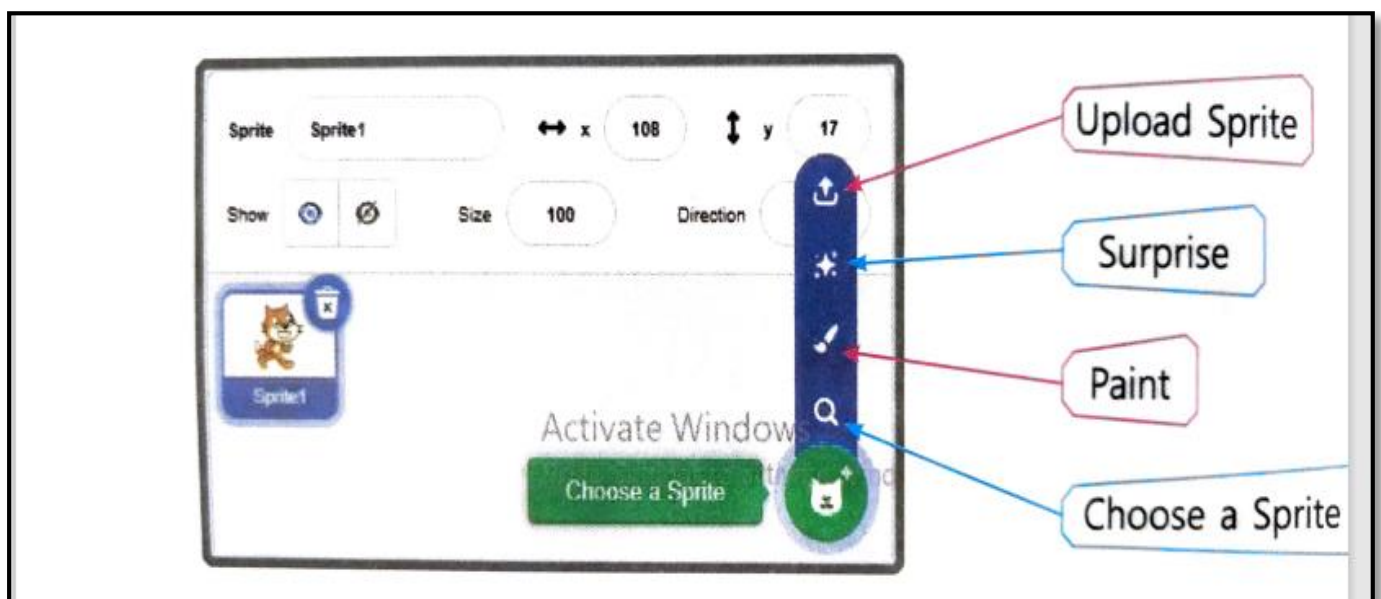 Sprite Sprite1 x 108 y 17
Show Size 100 Direction
Sprite1
Activate Windows
Choose a Sprite
Upload Sprite
Surprise
Paint
Choose a Sprite